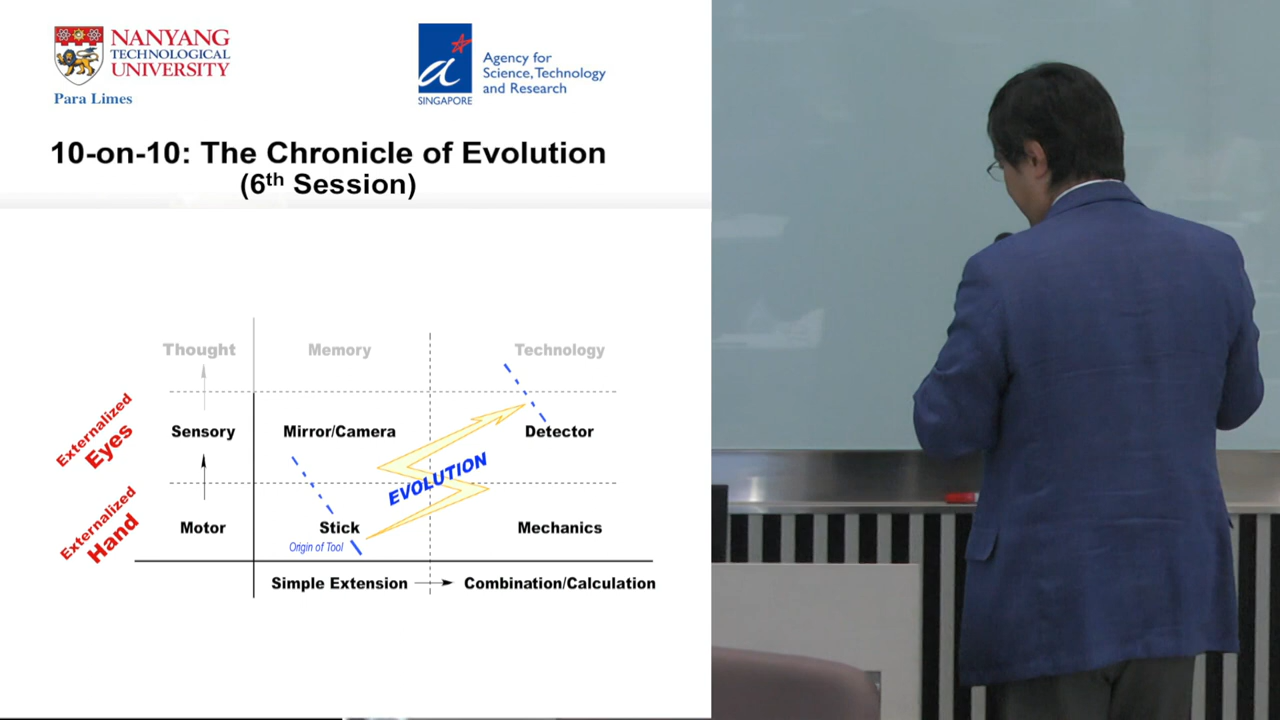 NANYANG
TECHNOLOGICAL
UNIVERSITY
Para Limes
a
SINGAPORE
Agency for
Science, Technology
and Research
10-on-10: The Chronicle of Evolution
(6th Session)
Thought
Memory
Technology
Externalized
Eyes
Sensory
Mirror/Camera
Detector
EVOLUTION
Externalized
Hand
Motor
Stick
Mechanics
Origin of Tool
Simple Extension
Combination/Calculation